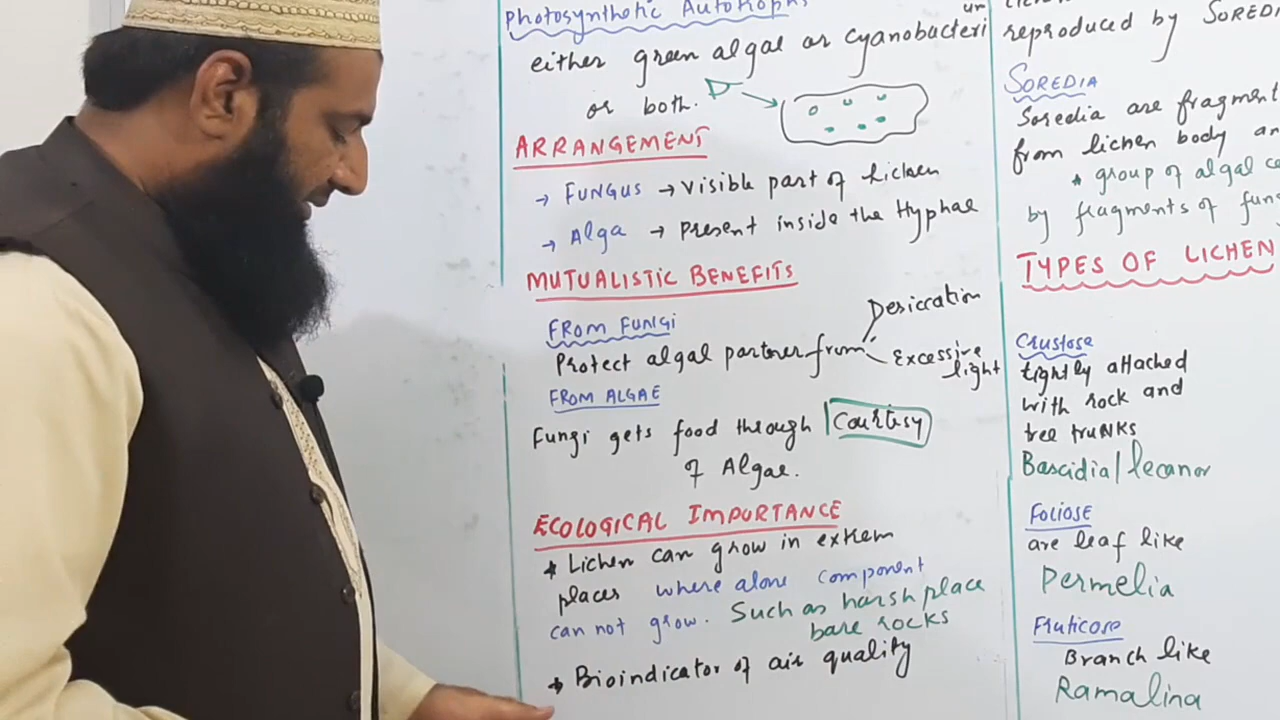 Photosynthetic Autotroph
either green algae or Cyanobacteri
um
or both.
ARRANGEMENT
→ FUNGUS → visible part of lichen
→ Alga → Present inside the Hyphae
MUTUALISTIC BENEFITS
FROM FUNGI
Protect algal partner from
Desiccation
Excessive
light
FROM ALGAE
Fungi gets food through Courtsy
of Algae.
ECOLOGICAL IMPORTANCE
* Lichen can grow in extrem
places where alone component
can not grow. Such as harsh place
bare rocks
* Bioindicator of air quality
reproduced by SOREDI
SOREDIA
Soredia are fragment
from lichen body an
* group of algal ce
by fragments of fun
TYPES OF LICHEN
Crustose
tightly attached
with rock and
tree trunks
Bascidia/lecanor
FOLIOSE
are leaf like
Permelia
Fruticose
Branch like
Ramalina